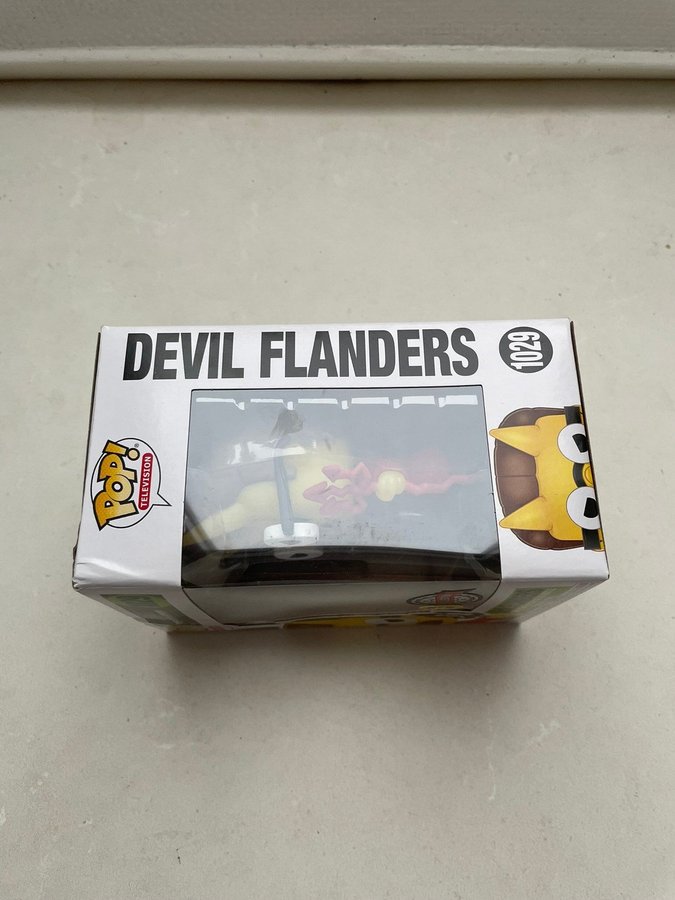 DEVIL FLANDERS
1029
POP!
TELEVISION